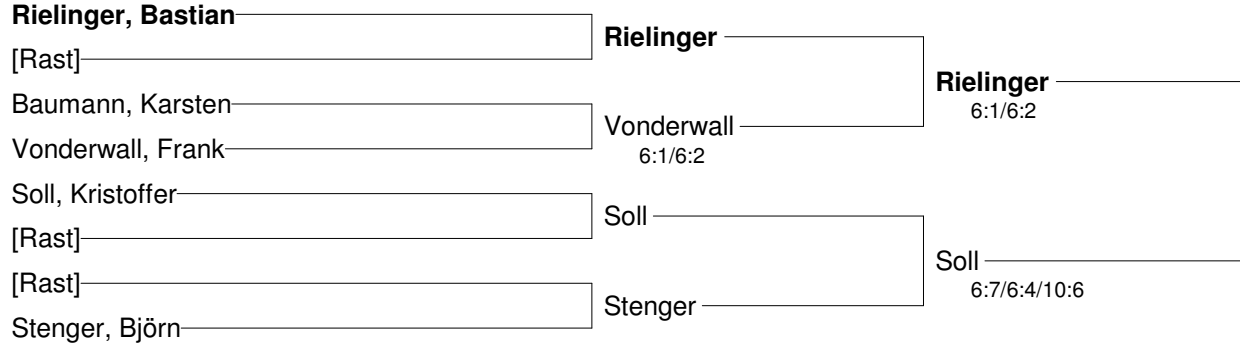 Rielinger, Bastian
[Rast]
Baumann, Karsten
Vonderwall, Frank
Soll, Kristoffer
[Rast]
[Rast]
Stenger, Björn
Rielinger
Vonderwall
6:1/6:2
Soll
Stenger
Rielinger
6:1/6:2
Soll
6:7/6:4/10:6